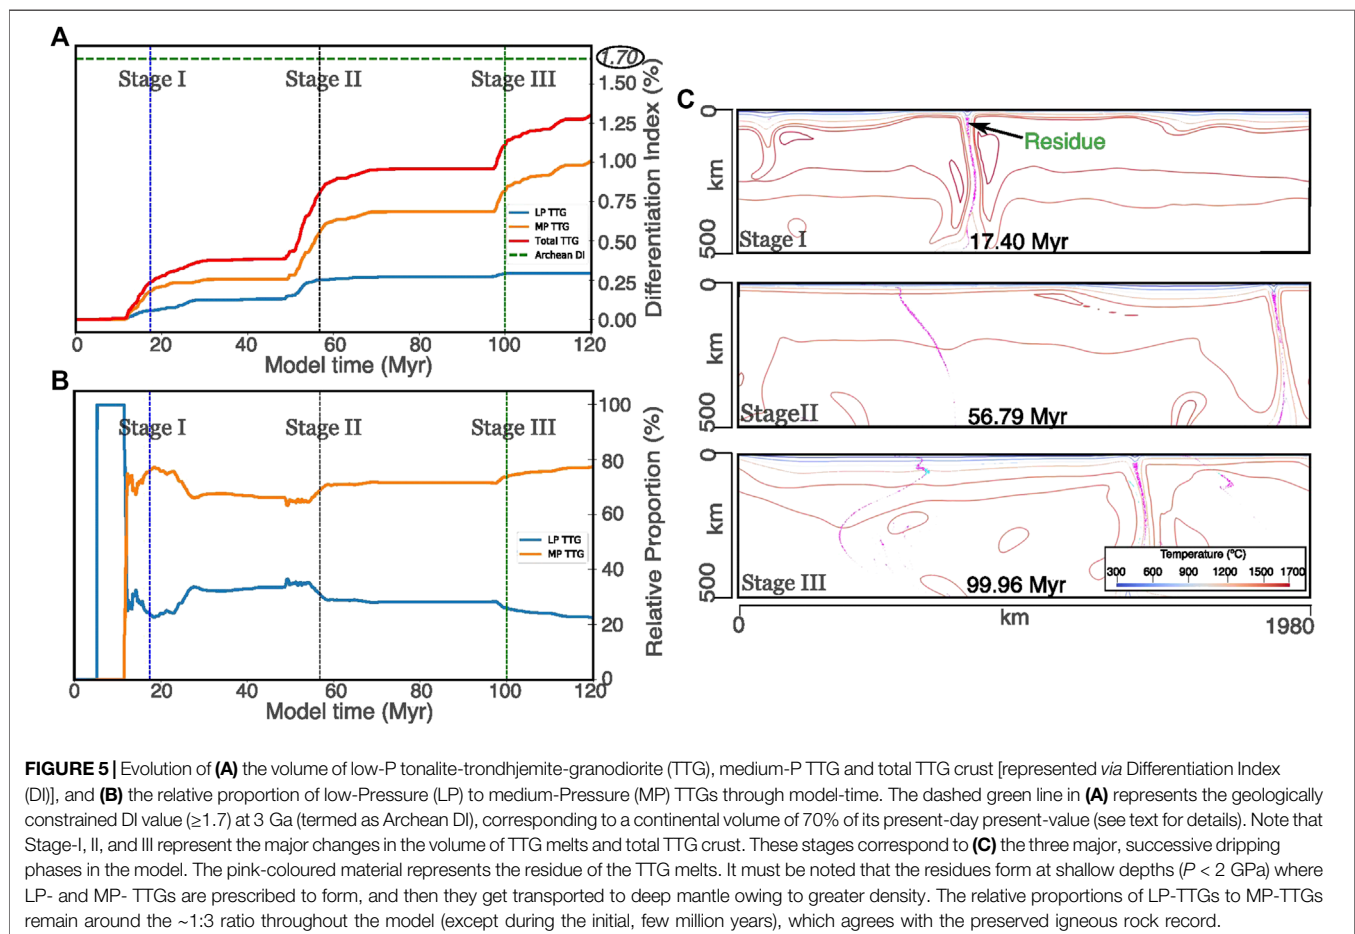 A
1.70
Stage I
Stage II
Stage III
1.50
1.25
1.00
0.75
0.50
0.25
0.00
Differentiation Index (%)
LP TTG
MP TTG
Total TTG
Archean DI
0
20
40
60
80
100
120
Model time (Myr)
B
Stage I
Stage II
Stage III
100
80
60
40
20
0
Relative Proportion (%)
LP TTG
MP TTG
0
20
40
60
80
100
120
Model time (Myr)
C
0
km
500
Residue
Stage I
17.40 Myr
0
km
500
StageII
56.79 Myr
0
km
500
Stage III
99.96 Myr
Temperature (°C)
300 600 900 1200 1500 1700
0
km
1980
FIGURE 5 | Evolution of (A) the volume of low-P tonalite-trondhjemite-granodiorite (TTG), medium-P TTG and total TTG crust [represented via Differentiation Index
(DI)], and (B) the relative proportion of low-Pressure (LP) to medium-Pressure (MP) TTGs through model-time. The dashed green line in (A) represents the geologically
constrained DI value (≥1.7) at 3 Ga (termed as Archean DI), corresponding to a continental volume of 70% of its present-day present-value (see text for details). Note that
Stage-I, II, and III represent the major changes in the volume of TTG melts and total TTG crust. These stages correspond to (C) the three major, successive dripping
phases in the model. The pink-coloured material represents the residue of the TTG melts. It must be noted that the residues form at shallow depths (P < 2 GPa) where
LP- and MP- TTGs are prescribed to form, and then they get transported to deep mantle owing to greater density. The relative proportions of LP-TTGs to MP-TTGs
remain around the ~1:3 ratio throughout the model (except during the initial, few million years), which agrees with the preserved igneous rock record.